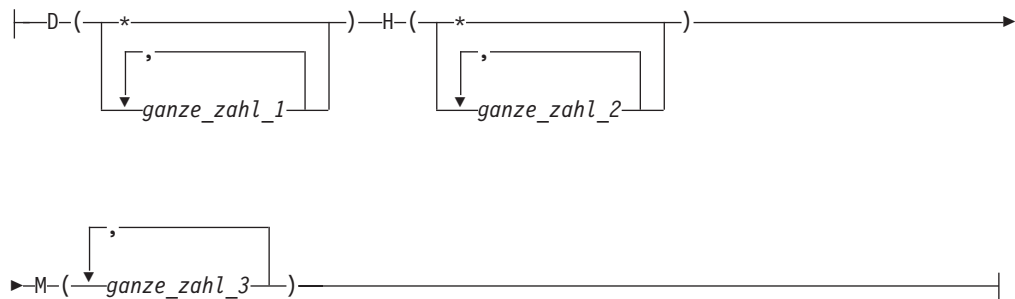 D ( * ) H ( * )
, ,
ganze_zahl_1 ganze_zahl_2
,
M ( ganze_zahl_3 )